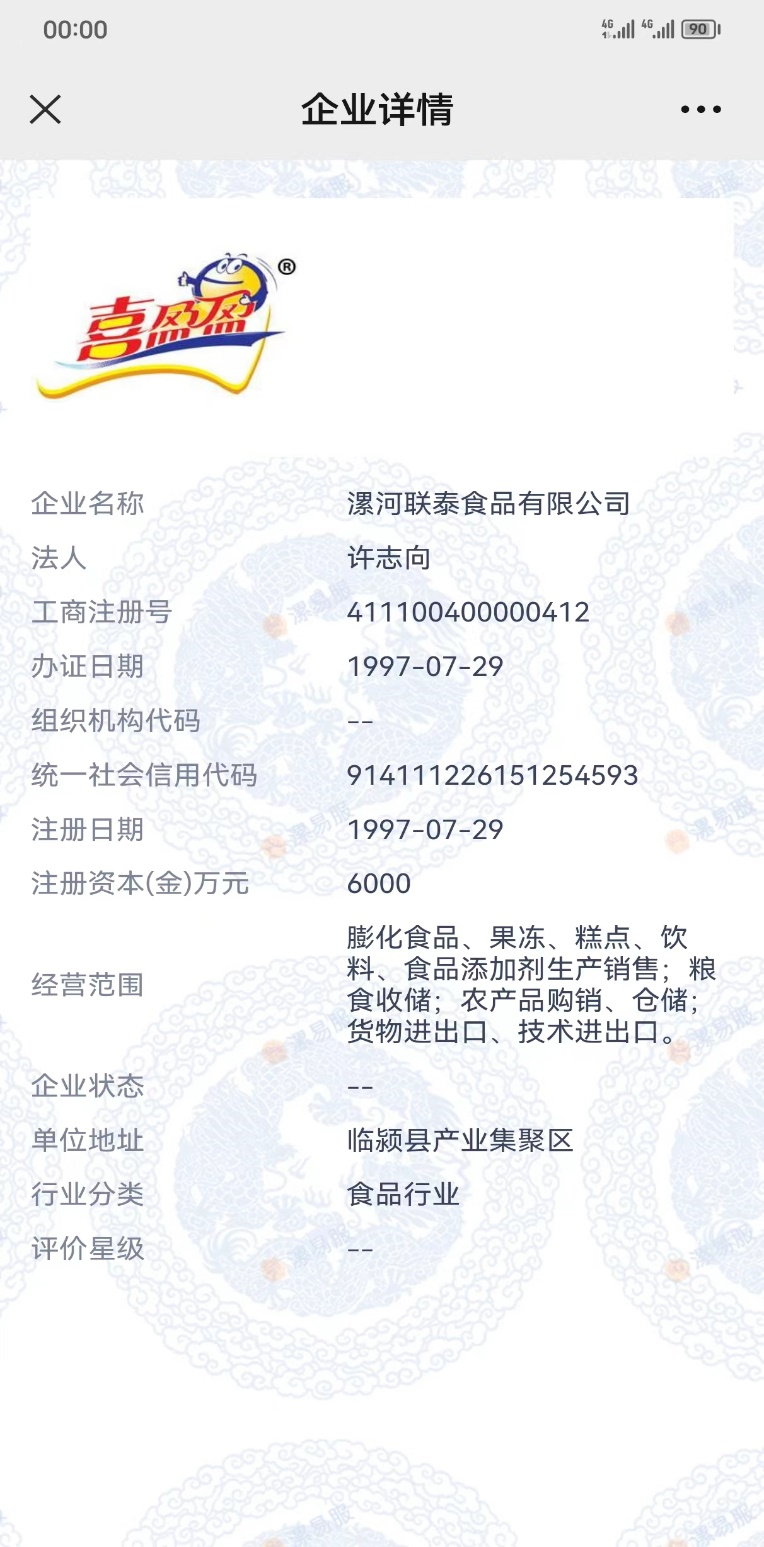 00:00
4G 4G 90
企业详情
喜盈盈®
企业名称 漯河联泰食品有限公司
法人 许志向
工商注册号 411100400000412
办证日期 1997-07-29
组织机构代码 --
统一社会信用代码 914111226151254593
注册日期 1997-07-29
注册资本(金)万元 6000
经营范围 膨化食品、果冻、糕点、饮
料、食品添加剂生产销售；粮
食收储；农产品购销、仓储；
货物进出口、技术进出口。
企业状态 --
单位地址 临颍县产业集聚区
行业分类 食品行业
评价星级 --
漯易服